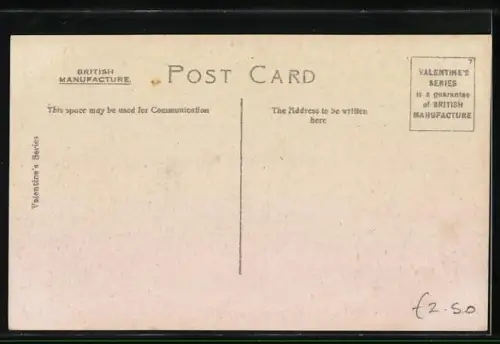 BRITISH
MANUFACTURE.
POST CARD
VALENTINE'S
SERIES
is a guarantee
of BRITISH
MANUFACTURE
This space may be used for Communication
The Address to be written
here
Valentine's Series
£2.50